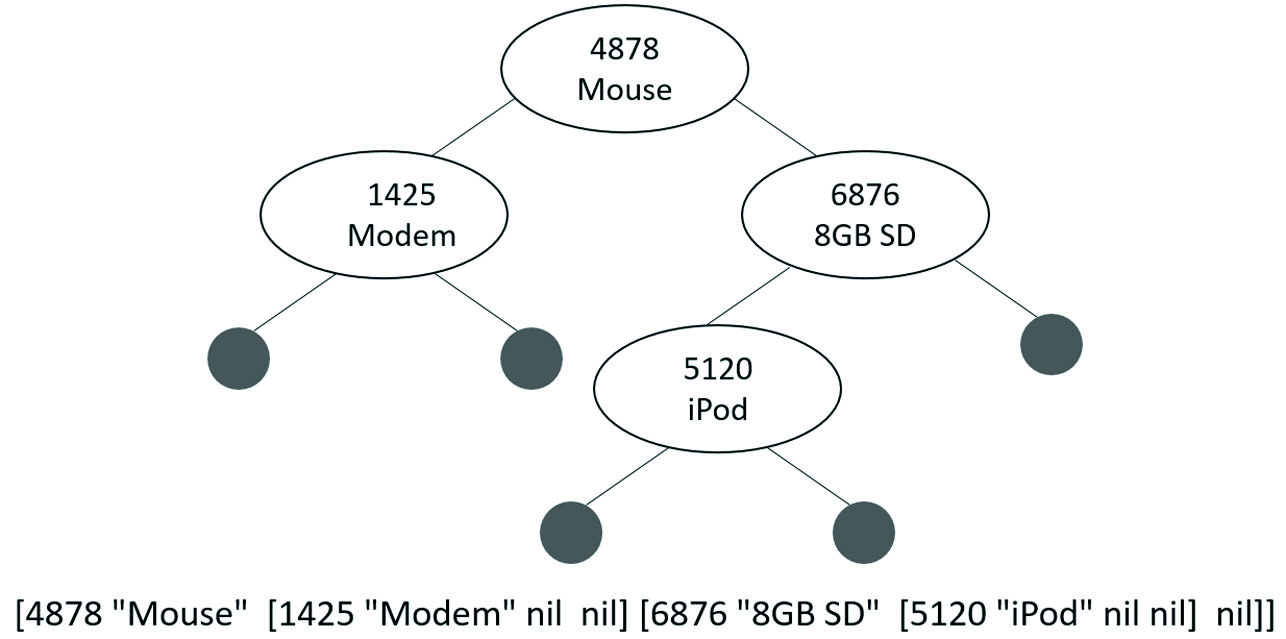 4878
Mouse
1425
Modem
6876
8GB SD
5120
iPod
[4878 "Mouse"  [1425 "Modem" nil  nil] [6876 "8GB SD"  [5120 "iPod" nil nil]  nil]]